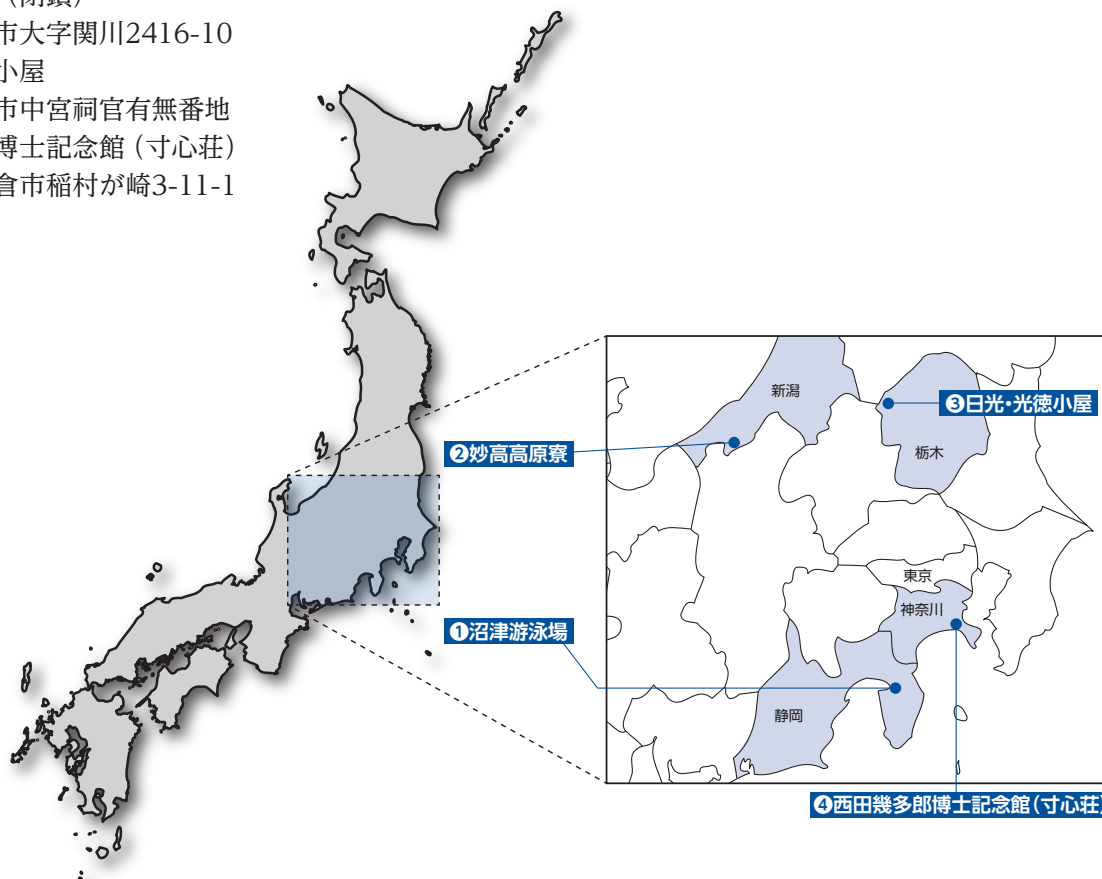 (閉鎖)
市大字関川2416-10
小屋
市中宮祠官有無番地
博士記念館(寸心荘)
倉市稲村が崎3-11-1
新潟
❸日光・光徳小屋
❷妙高高原寮
栃木
東京
神奈川
❶沼津游泳場
静岡
❹西田幾多郎博士記念館(寸心荘)